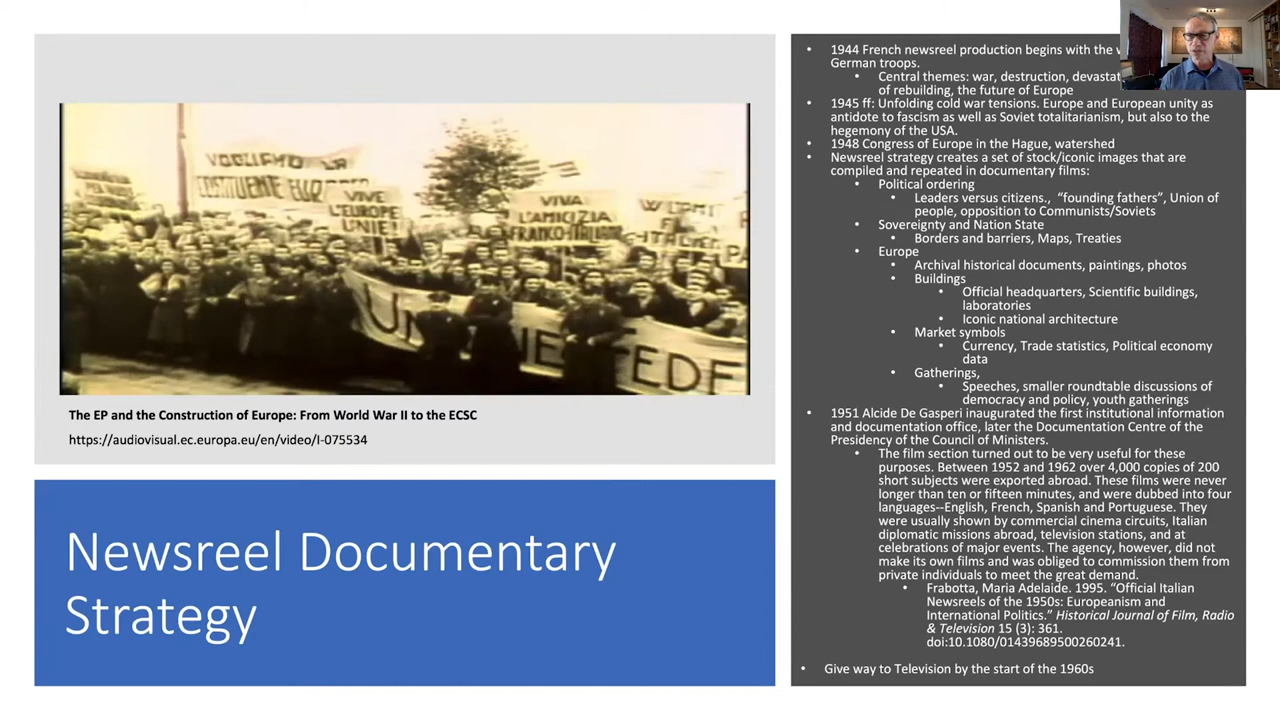 VOGLIAMO LA
COSTITUENTE EUROPEA
VIVE
L'EUROPE
UNIE!
VIVA
L'AMICIZIA
FRANCO-ITALIANA
The EP and the Construction of Europe: From World War II to the ECSC
https://audiovisual.ec.europa.eu/en/video/I-075534
Newsreel Documentary
Strategy
• 1944 French newsreel production begins with the
German troops.
• Central themes: war, destruction,
of rebuilding, the future of Europe
• 1945 ff: Unfolding cold war tensions. Europe and European unity as
antidote to fascism as well as Soviet totalitarianism, but also to the
hegemony of the USA.
• 1948 Congress of Europe in the Hague, watershed
• Newsreel strategy creates a set of stock/iconic images that are
compiled and repeated in documentary films:
• Political ordering
• Leaders versus citizens., “founding fathers”, Union of
people, opposition to Communists/Soviets
• Sovereignty and Nation State
• Borders and barriers, Maps, Treaties
• Europe
• Archival historical documents, paintings, photos
• Buildings
• Official headquarters, Scientific buildings,
laboratories
• Iconic national architecture
• Market symbols
• Currency, Trade statistics, Political economy
data
• Gatherings,
• Speeches, smaller roundtable discussions of
democracy and policy, youth gatherings
• 1951 Alcide De Gasperi inaugurated the first institutional information
and documentation office, later the Documentation Centre of the
Presidency of the Council of Ministers.
• The film section turned out to be very useful for these
purposes. Between 1952 and 1962 over 4,000 copies of 200
short subjects were exported abroad. These films were never
longer than ten or fifteen minutes, and were dubbed into four
languages--English, French, Spanish and Portuguese. They
were usually shown by commercial cinema circuits, Italian
diplomatic missions abroad, television stations, and at
celebrations of major events. The agency, however, did not
make its own films and was obliged to commission them from
private individuals to meet the great demand.
• Frabotta, Maria Adelaide. 1995. “Official Italian
Newsreels of the 1950s: Europeanism and
International Politics.” Historical Journal of Film, Radio
& Television 15 (3): 361.
doi:10.1080/01439689500260241.
• Give way to Television by the start of the 1960s